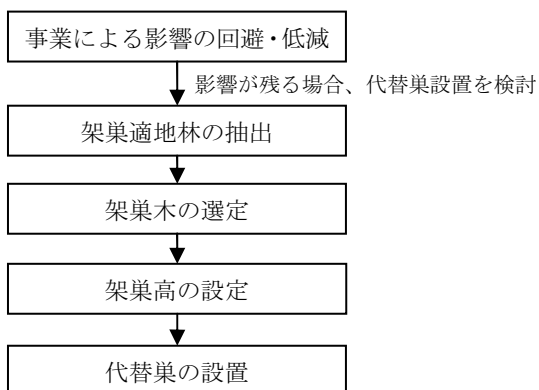 事業による影響の回避・低減
影響が残る場合、代替巣設置を検討
架巣適地林の抽出
架巣木の選定
架巣高の設定
代替巣の設置